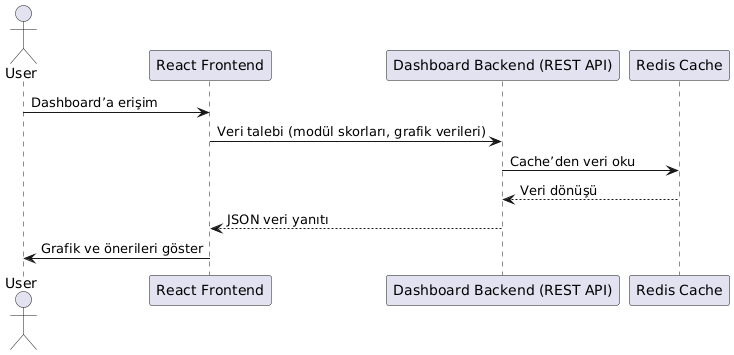 User
React Frontend
Dashboard Backend (REST API)
Redis Cache
Dashboard’a erişim
Veri talebi (modül skorları, grafik verileri)
Cache’den veri oku
Veri dönüşü
JSON veri yanıtı
Grafik ve önerileri göster
User
React Frontend
Dashboard Backend (REST API)
Redis Cache